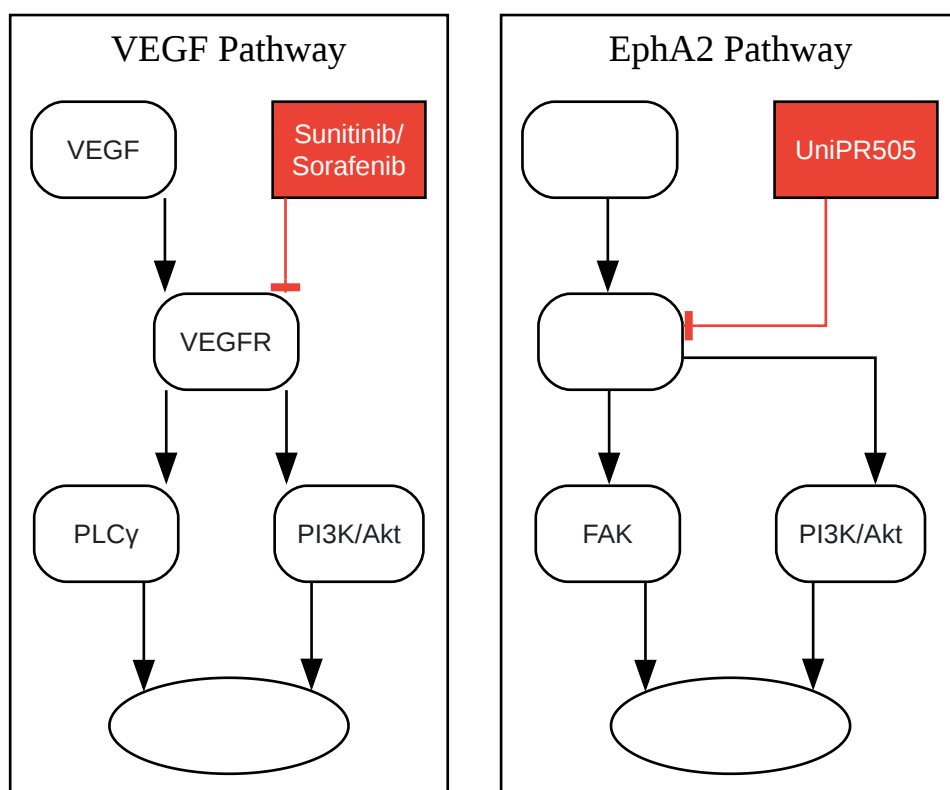 VEGF Pathway
VEGF
Sunitinib/
Sorafenib
VEGFR
PLCγ
PI3K/Akt
EphA2 Pathway
UniPR505
FAK
PI3K/Akt